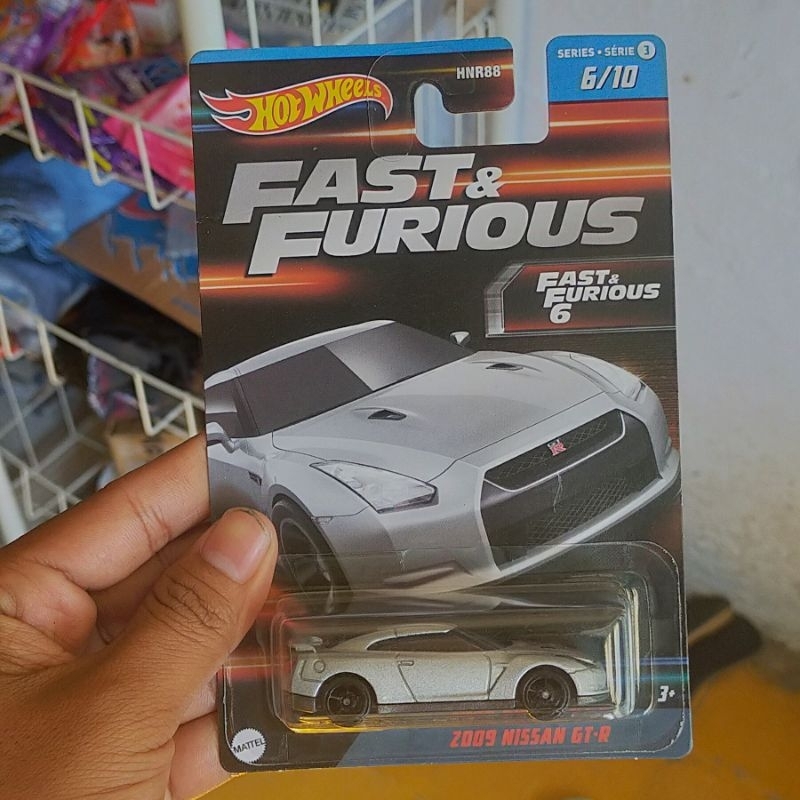 HOT WHEELS
HNR88
SERIES • SÉRIE 3
6/10
FAST &
FURIOUS
FAST &
FURIOUS
6
R
3+
2009 NISSAN GT-R
MATTEL